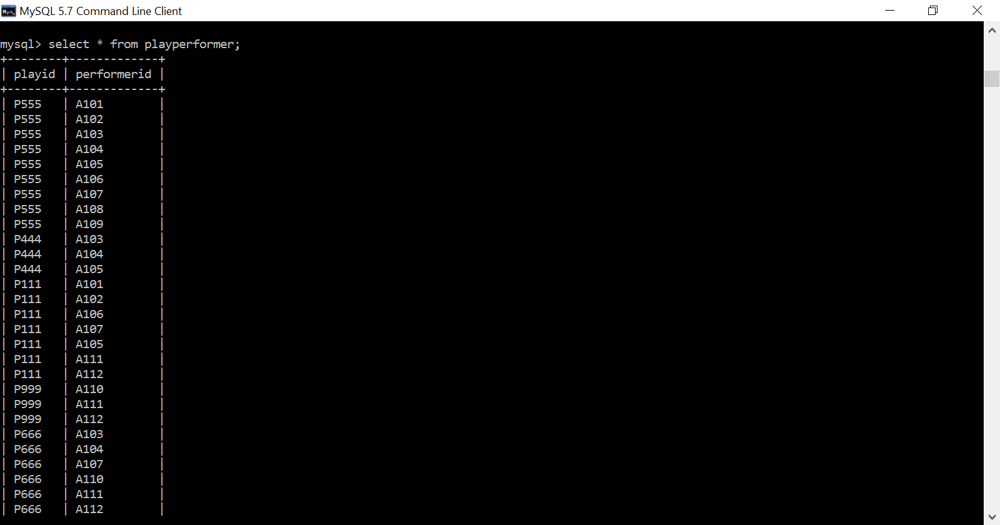 MySQL 5.7 Command Line Client
mysql> select * from playperformer;
+--------+-------------+
| playid | performerid |
+--------+-------------+
| P555   | A101        |
| P555   | A102        |
| P555   | A103        |
| P555   | A104        |
| P555   | A105        |
| P555   | A106        |
| P555   | A107        |
| P555   | A108        |
| P555   | A109        |
| P444   | A103        |
| P444   | A104        |
| P444   | A105        |
| P111   | A101        |
| P111   | A102        |
| P111   | A106        |
| P111   | A107        |
| P111   | A105        |
| P111   | A111        |
| P111   | A112        |
| P999   | A110        |
| P999   | A111        |
| P999   | A112        |
| P666   | A103        |
| P666   | A104        |
| P666   | A107        |
| P666   | A110        |
| P666   | A111        |
| P666   | A112        |